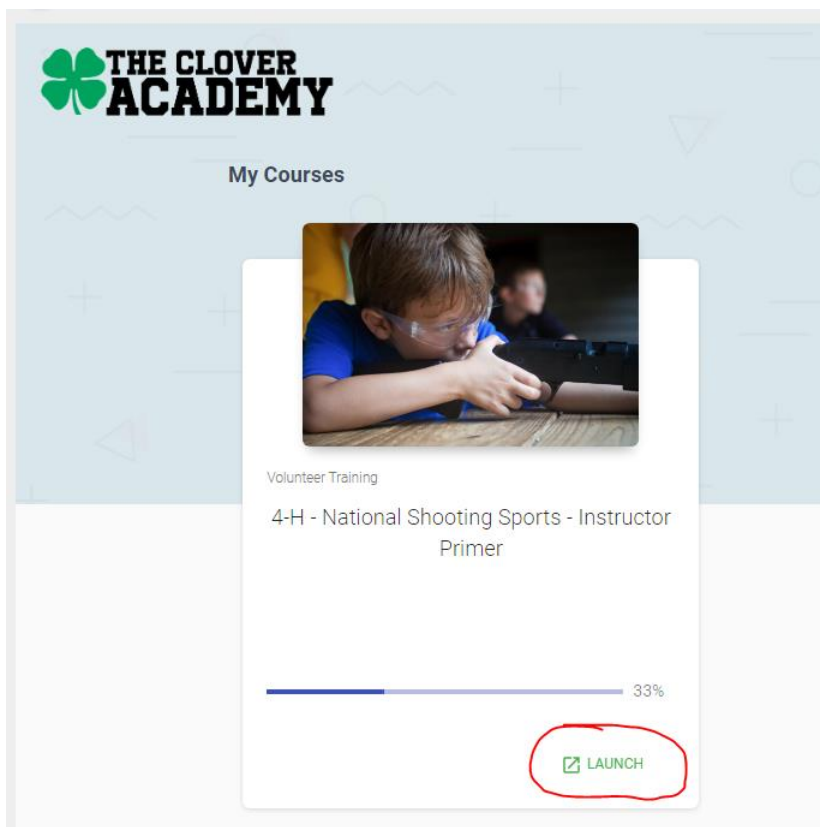 THE CLOVER
ACADEMY
My Courses
Volunteer Training
4-H - National Shooting Sports - Instructor
Primer
33%
LAUNCH